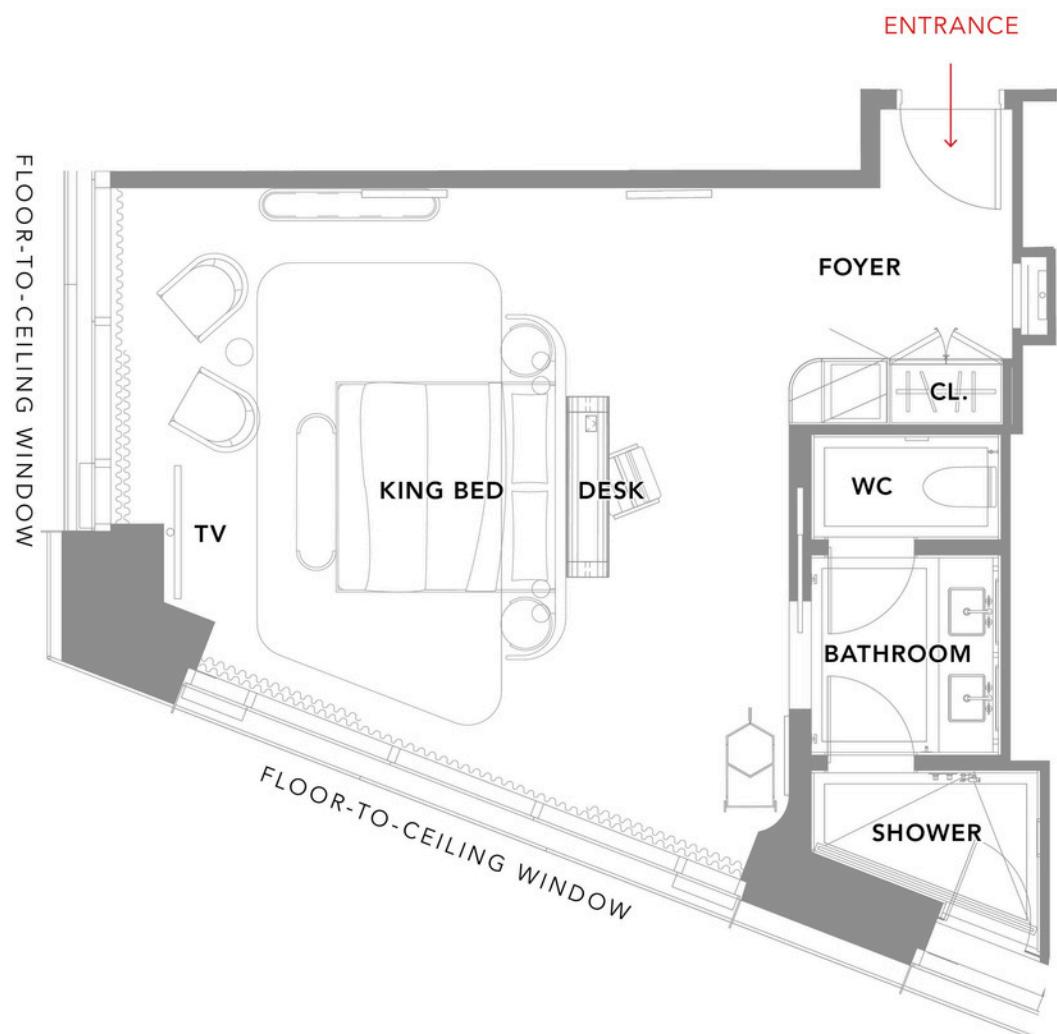 ENTRANCE
FLOOR-TO-CEILING WINDOW
FOYER
CL.
KING BED
DESK
WC
TV
BATHROOM
FLOOR-TO-CEILING WINDOW
SHOWER